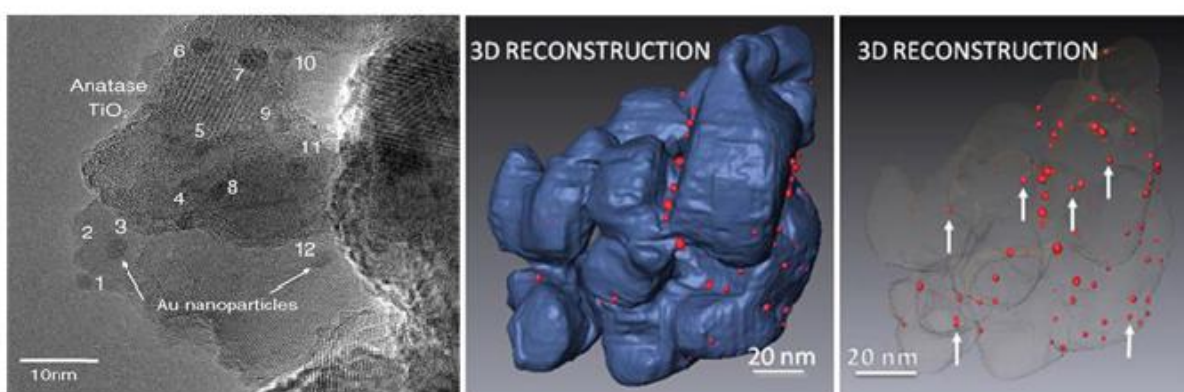 6
7
10
Anatase
TiO₂
9
5
11
8
4
3
2
12
1
Au nanoparticles
10nm
3D RECONSTRUCTION
20 nm
3D RECONSTRUCTION
20 nm